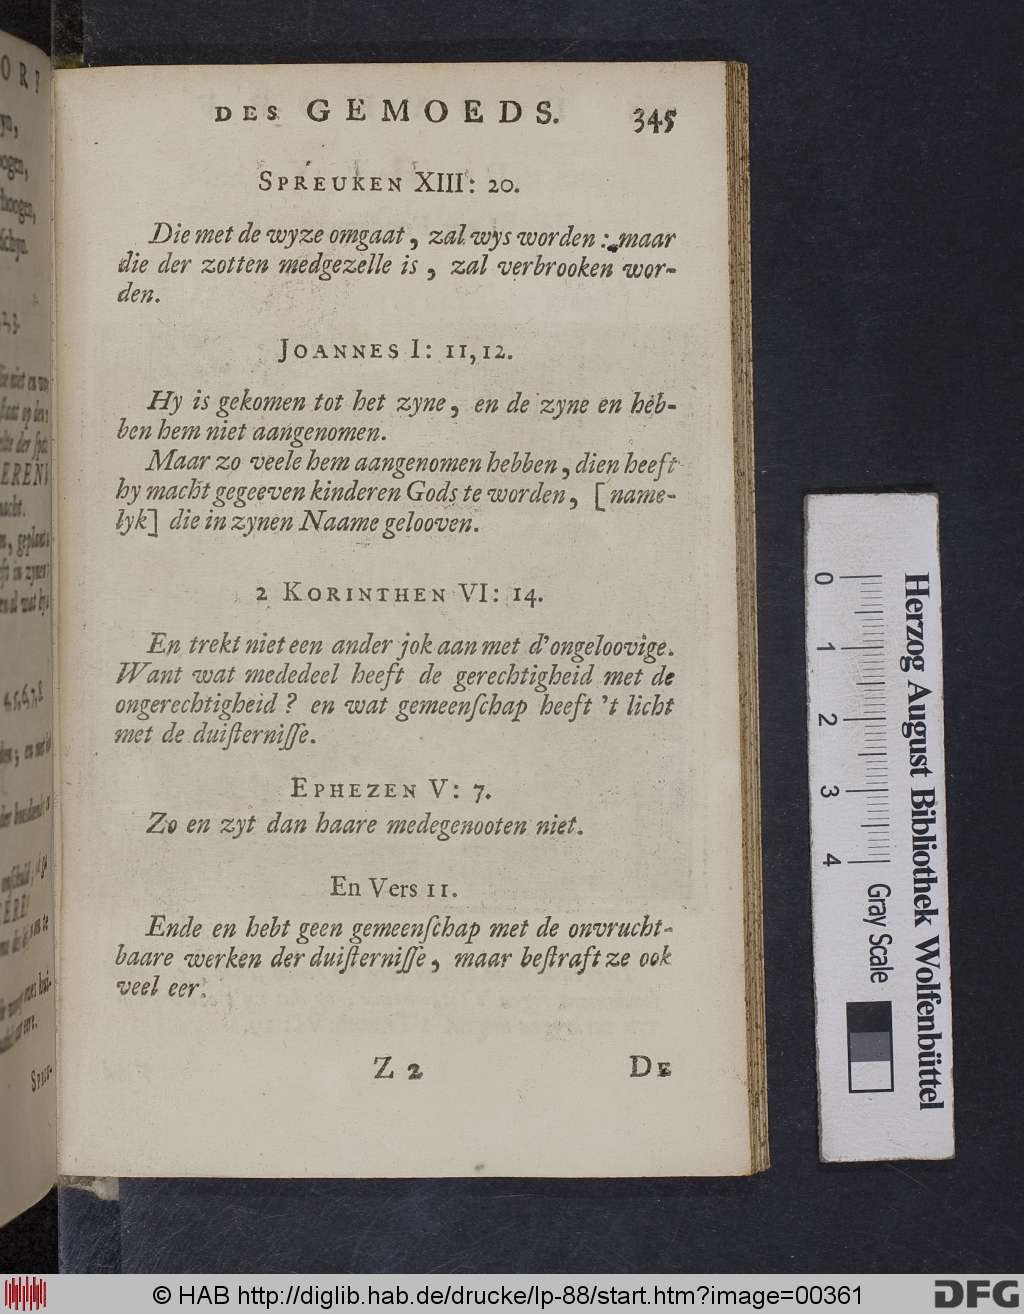 DES GEMOEDS. 345
SPREUKEN XIII: 20.
Die met de wyze omgaat, zal wys worden: maar
die der zotten medgezelle is, zal verbrooken wor-
den.
JOANNES I: 11, 12.
Hy is gekomen tot het zyne, en de zyne en heb-
ben hem niet aangenomen.
Maar zo veele hem aangenomen hebben, dien heeft
hy macht gegeeven kinderen Gods te worden, [name-
lyk] die in zynen Naame gelooven.
2 KORINTHEN VI: 14.
En trekt niet een ander jok aan met d'ongeloovige.
Want wat mededeel heeft de gerechtigheid met de
ongerechtigheid? en wat gemeenſchap heeft 't licht
met de duiſterniſſe.
EPHEZEN V: 7.
Zo en zyt dan haare medegenooten niet.
En Vers 11.
Ende en hebt geen gemeenſchap met de onvrucht-
baare werken der duiſterniſſe, maar beſtraft ze ook
veel eer.
Z 2 DE
0 1 2 3 4
Gray Scale
Herzog August Bibliothek Wolfenbüttel
© HAB http://diglib.hab.de/drucke/lp-88/start.htm?image=00361
DFG